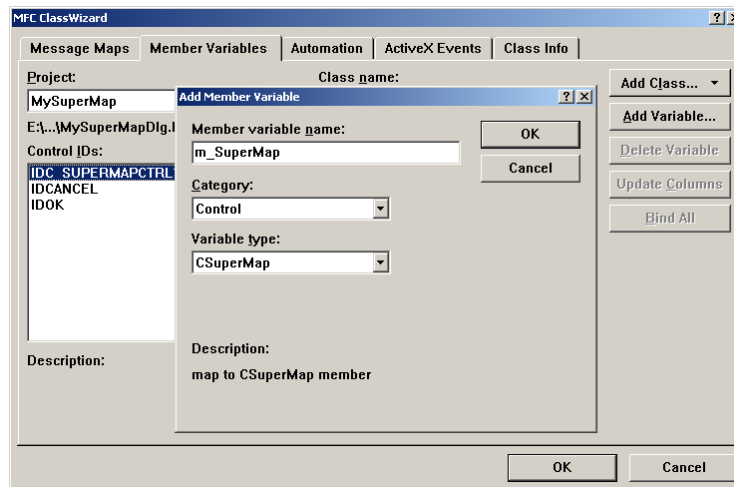 MFC ClassWizard
Message Maps Member Variables Automation ActiveX Events Class Info
Project: Class name:
MySuperMap
Add Class...
E:\...\MySuperMapDlg.
Add Variable...
Control IDs:
Delete Variable
IDC_SUPERMAPCTRL
IDCANCEL
Update Columns
IDOK
Bind All
Description:
Add Member Variable
Member variable name:
OK
m_SuperMap
Cancel
Category:
Control
Variable type:
CSuperMap
Description:
map to CSuperMap member
OK Cancel